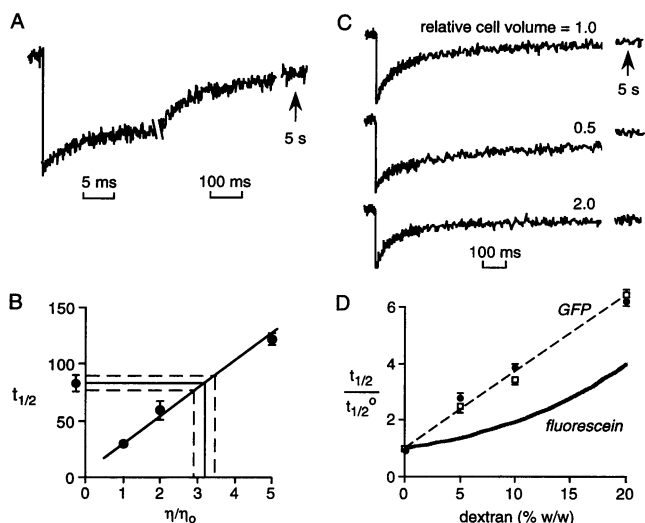 A
5 s
5 ms
100 ms
C
relative cell volume = 1.0
5 s
0.5
2.0
100 ms
B
150
100
50
0
t1/2
0 1 2 3 4 5
η/ηo
D
6
4
2
0
t1/2
t1/2o
GFP
fluorescein
0 5 10 15 20
dextran (% w/w)